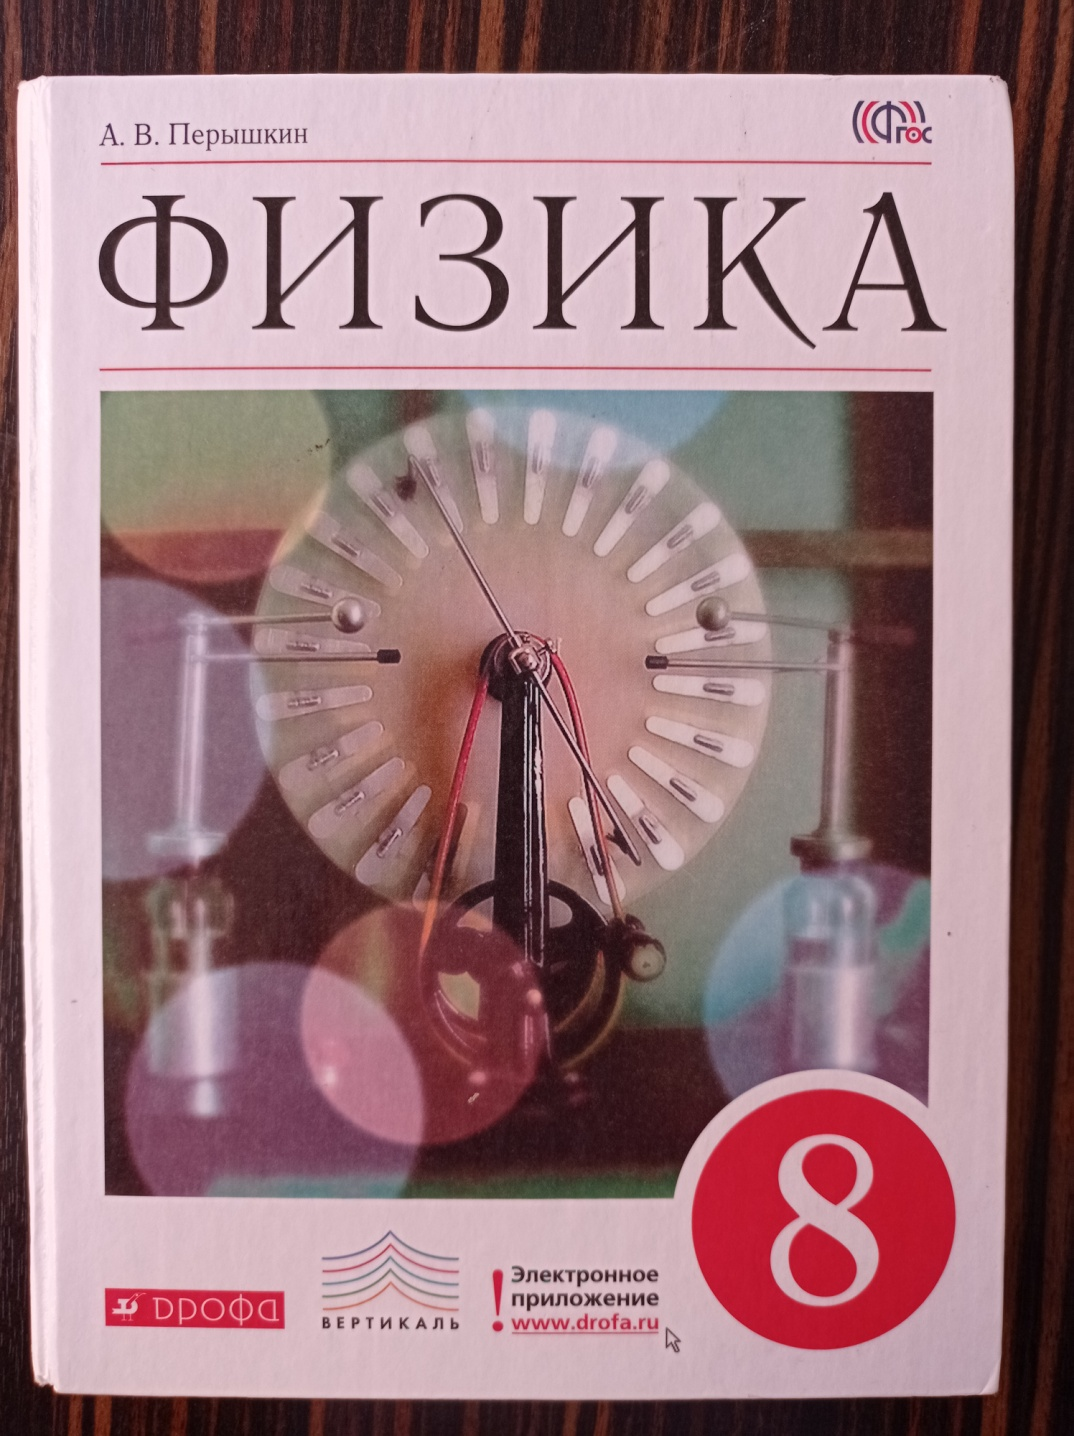 А. В. Перышкин
ФГОС
ФИЗИКА
8
дрофа
ВЕРТИКАЛЬ
! Электронное
приложение
www.drofa.ru